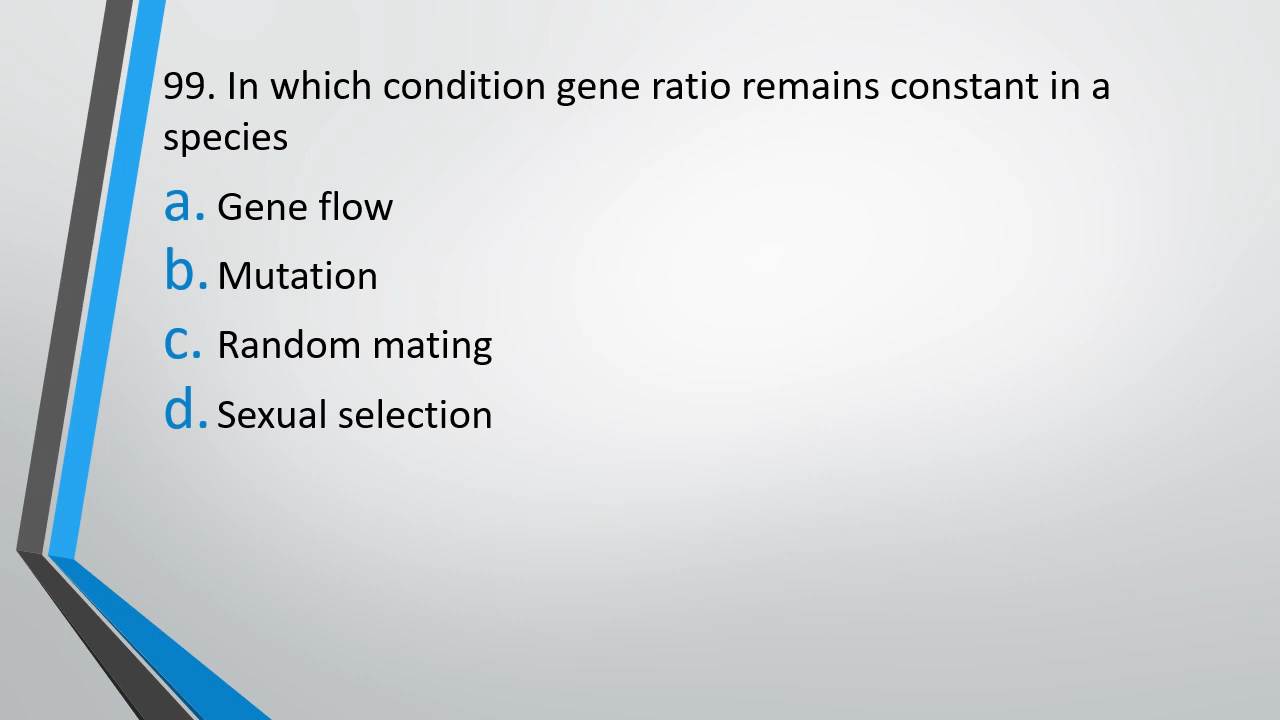 99. In which condition gene ratio remains constant in a
species
a. Gene flow
b. Mutation
c. Random mating
d. Sexual selection